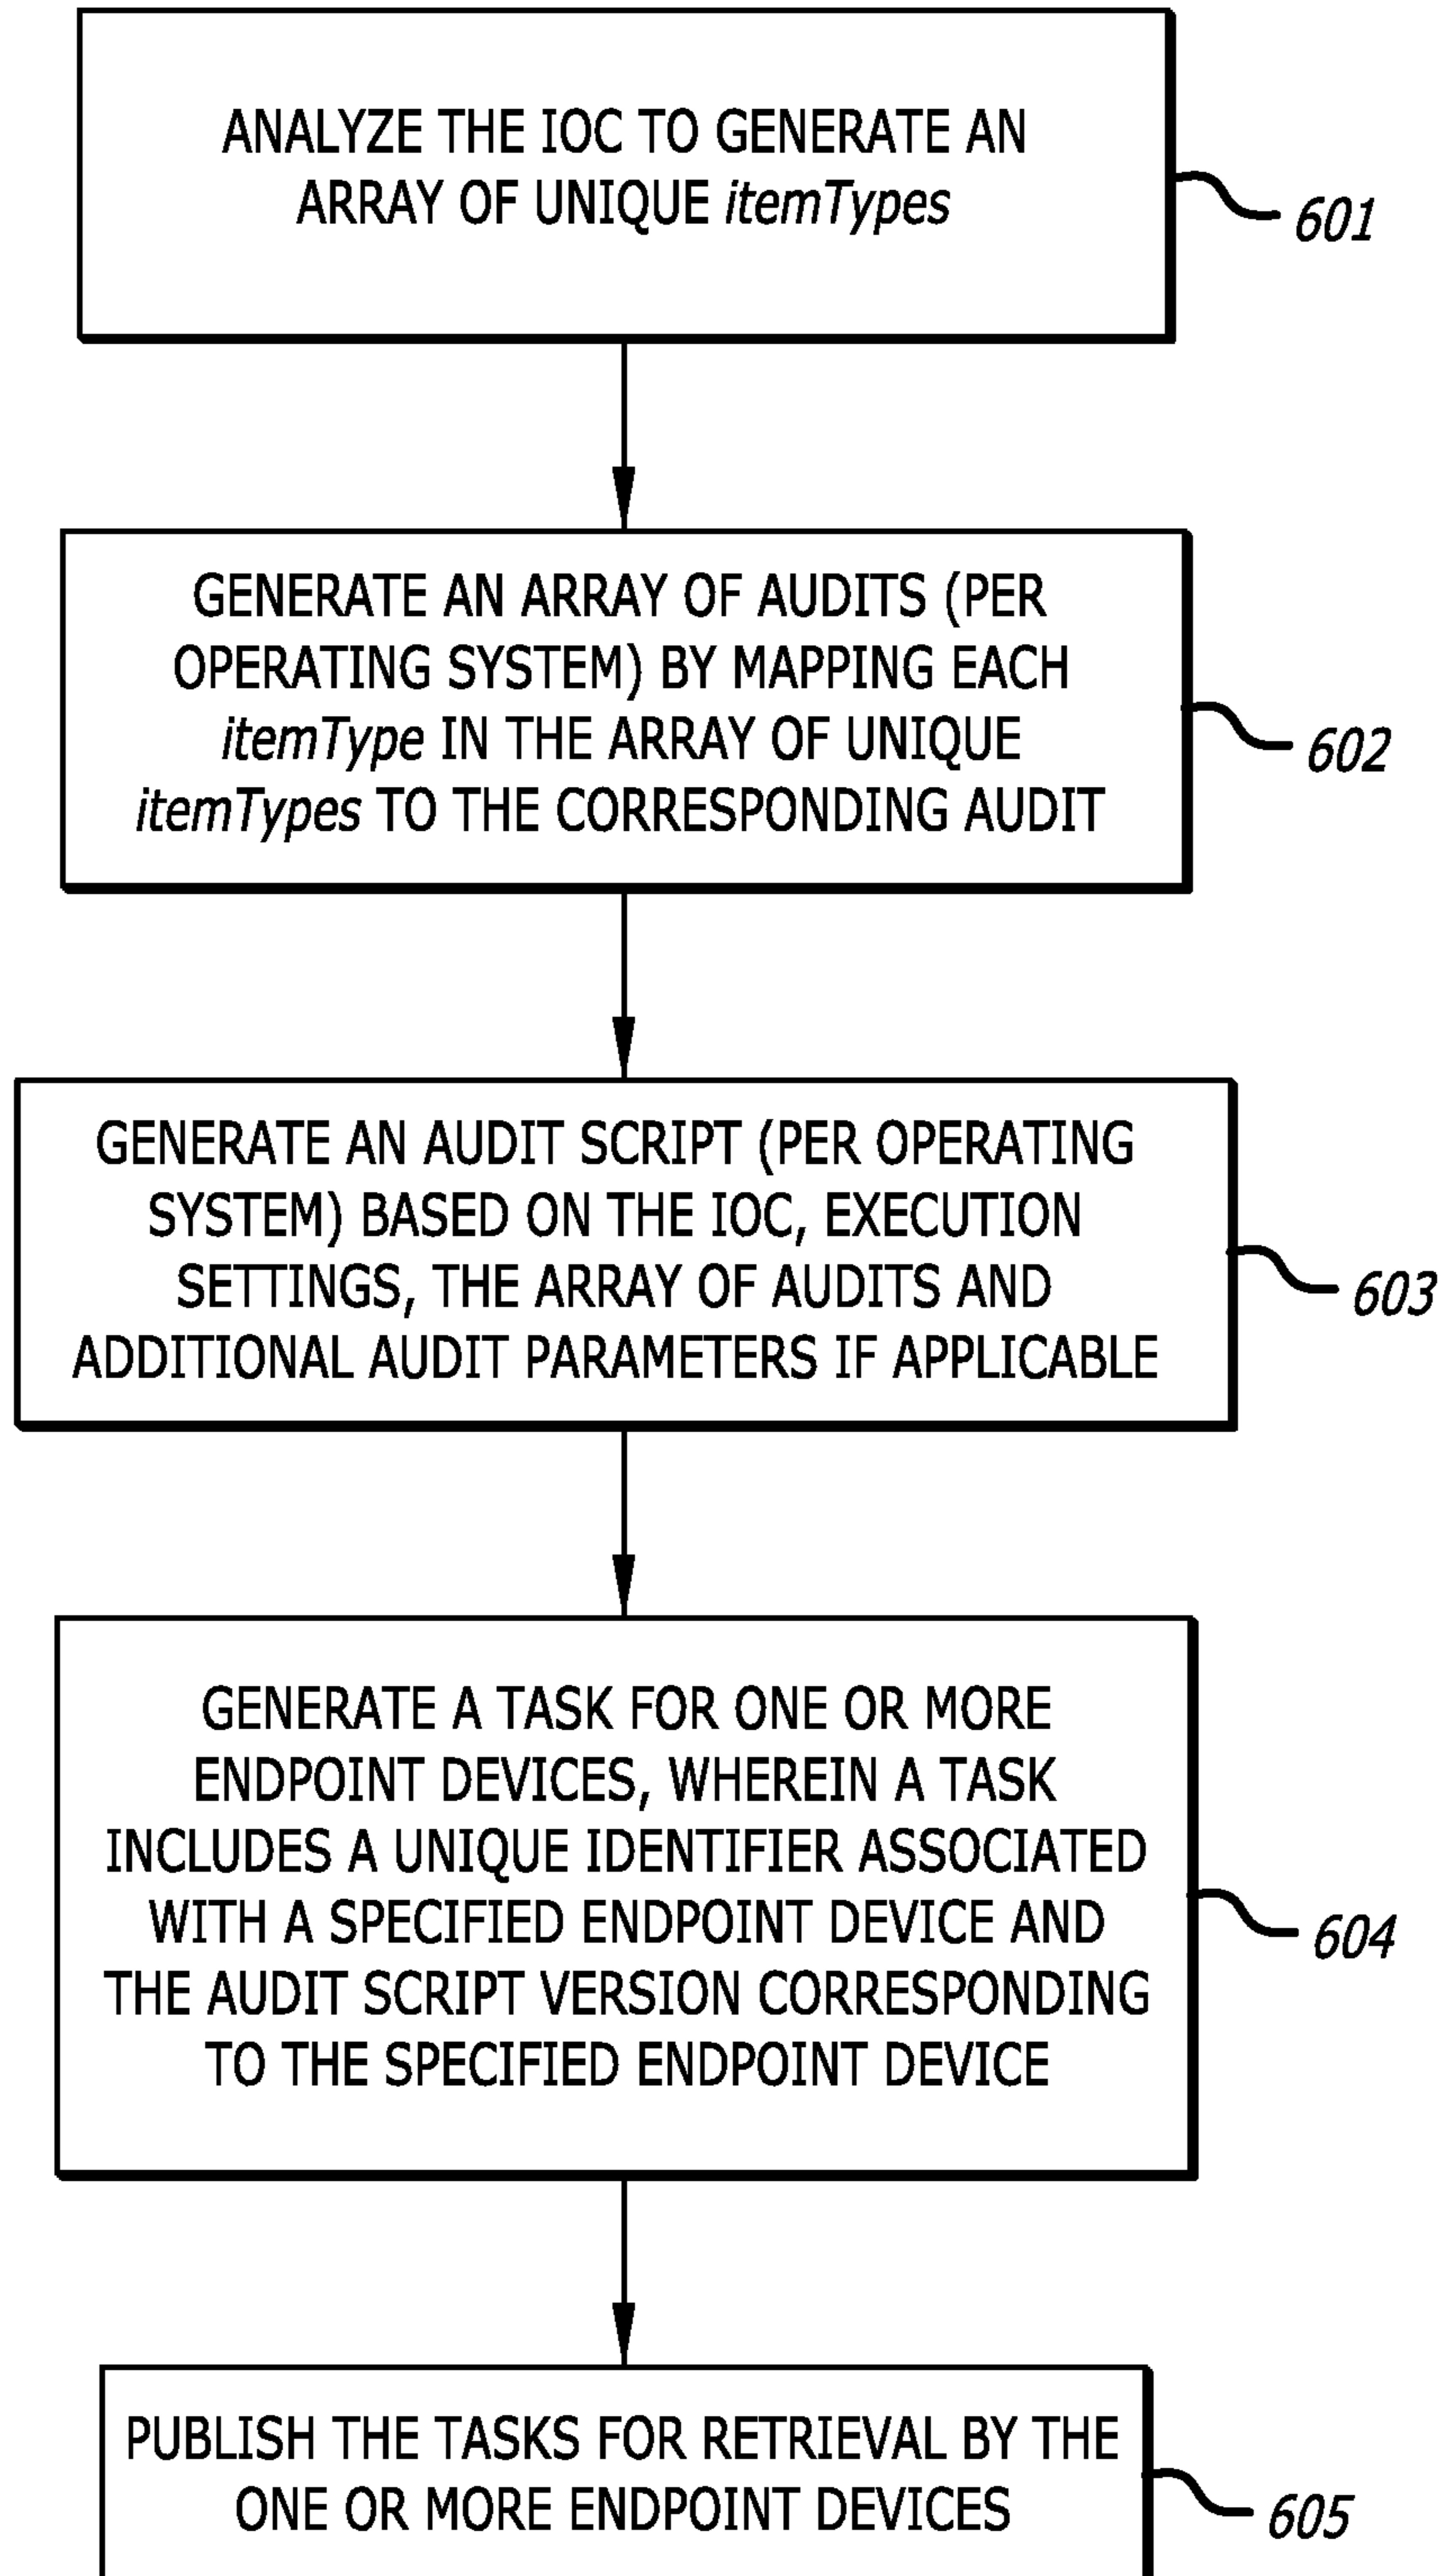 ANALYZE THE IOC TO GENERATE AN
ARRAY OF UNIQUE itemTypes
601
GENERATE AN ARRAY OF AUDITS (PER
OPERATING SYSTEM) BY MAPPING EACH
itemType IN THE ARRAY OF UNIQUE
itemTypes TO THE CORRESPONDING AUDIT
602
GENERATE AN AUDIT SCRIPT (PER OPERATING
SYSTEM) BASED ON THE IOC, EXECUTION
SETTINGS, THE ARRAY OF AUDITS AND
ADDITIONAL AUDIT PARAMETERS IF APPLICABLE
603
GENERATE A TASK FOR ONE OR MORE
ENDPOINT DEVICES, WHEREIN A TASK
INCLUDES A UNIQUE IDENTIFIER ASSOCIATED
WITH A SPECIFIED ENDPOINT DEVICE AND
THE AUDIT SCRIPT VERSION CORRESPONDING
TO THE SPECIFIED ENDPOINT DEVICE
604
PUBLISH THE TASKS FOR RETRIEVAL BY THE
ONE OR MORE ENDPOINT DEVICES
605